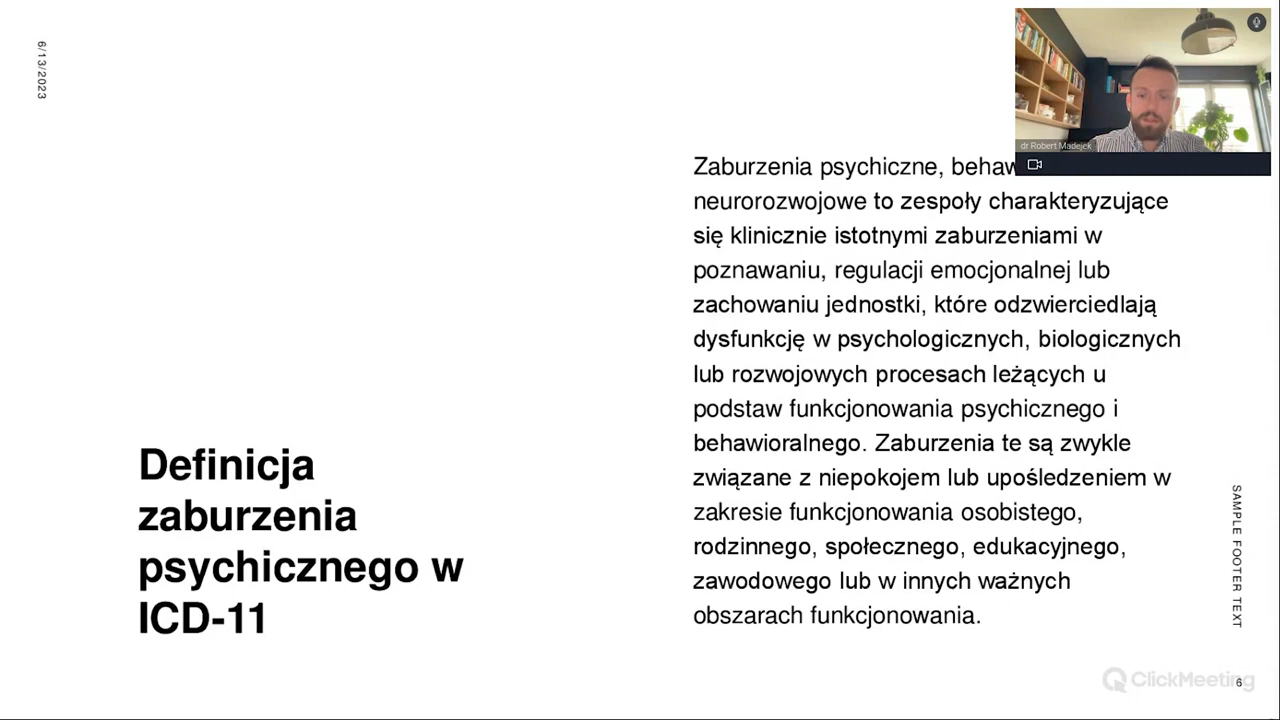 6/13/2023
dr Robert Madejek
Zaburzenia psychiczne,
neurorozwojowe to zespoły charakteryzujące
się klinicznie istotnymi zaburzeniami w
poznawaniu, regulacji emocjonalnej lub
zachowaniu jednostki, które odzwierciedlają
dysfunkcję w psychologicznych, biologicznych
lub rozwojowych procesach leżących u
podstaw funkcjonowania psychicznego i
behawioralnego. Zaburzenia te są zwykle
związane z niepokojem lub upośledzeniem w
zakresie funkcjonowania osobistego,
rodzinnego, społecznego, edukacyjnego,
zawodowego lub w innych ważnych
obszarach funkcjonowania.
Definicja
zaburzenia
psychicznego w
ICD-11
SAMPLE FOOTER TEXT
ClickMeeting
6